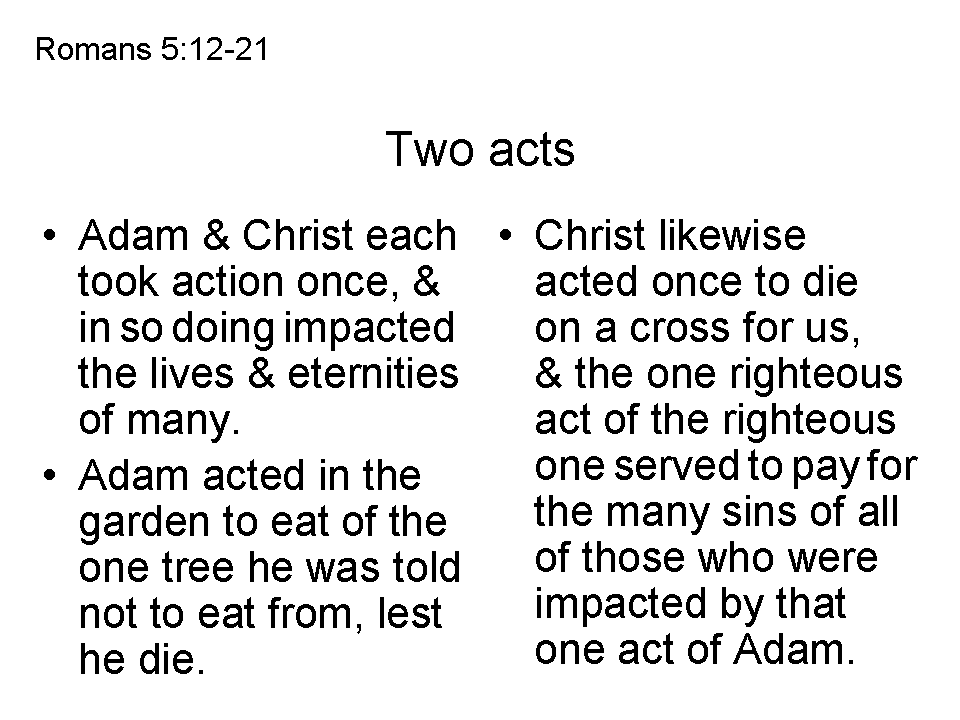 Romans 5:12-21
Two acts
• Adam & Christ each
took action once, &
in so doing impacted
the lives & eternities
of many.
• Adam acted in the
garden to eat of the
one tree he was told
not to eat from, lest
he die.
• Christ likewise
acted once to die
on a cross for us,
& the one righteous
act of the righteous
one served to pay for
the many sins of all
of those who were
impacted by that
one act of Adam.